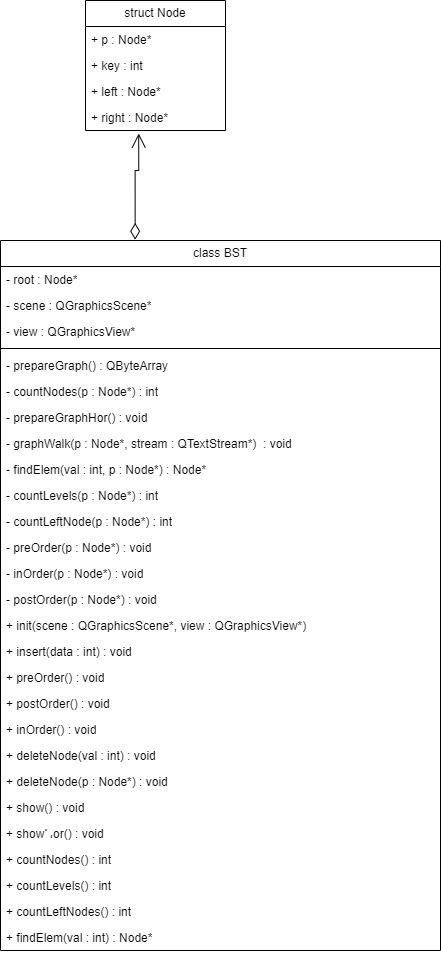 struct Node
+ p : Node*
+ key : int
+ left : Node*
+ right : Node*
class BST
- root : Node*
- scene : QGraphicsScene*
- view : QGraphicsView*
- prepareGraph() : QByteArray
- countNodes(p : Node*) : int
- prepareGraphHor() : void
- graphWalk(p : Node*, stream : QTextStream*) : void
- findElem(val : int, p : Node*) : Node*
- countLevels(p : Node*) : int
- countLeftNode(p : Node*) : int
- preOrder(p : Node*) : void
- inOrder(p : Node*) : void
- postOrder(p : Node*) : void
+ init(scene : QGraphicsScene*, view : QGraphicsView*)
+ insert(data : int) : void
+ preOrder() : void
+ postOrder() : void
+ inOrder() : void
+ deleteNode(val : int) : void
+ deleteNode(p : Node*) : void
+ show() : void
+ : void
+ countNodes() : int
+ countLevels() : int
+ countLeftNodes() : int
+ findElem(val : int) : Node*